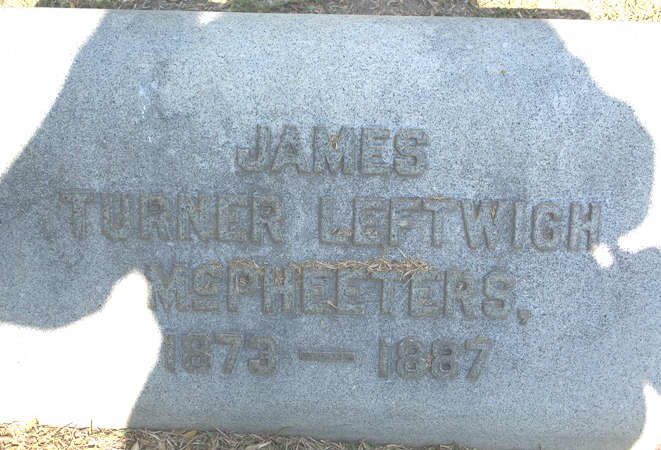 JAMES
TURNER LEFTWICH
McPHEETERS,
1873 — 1887